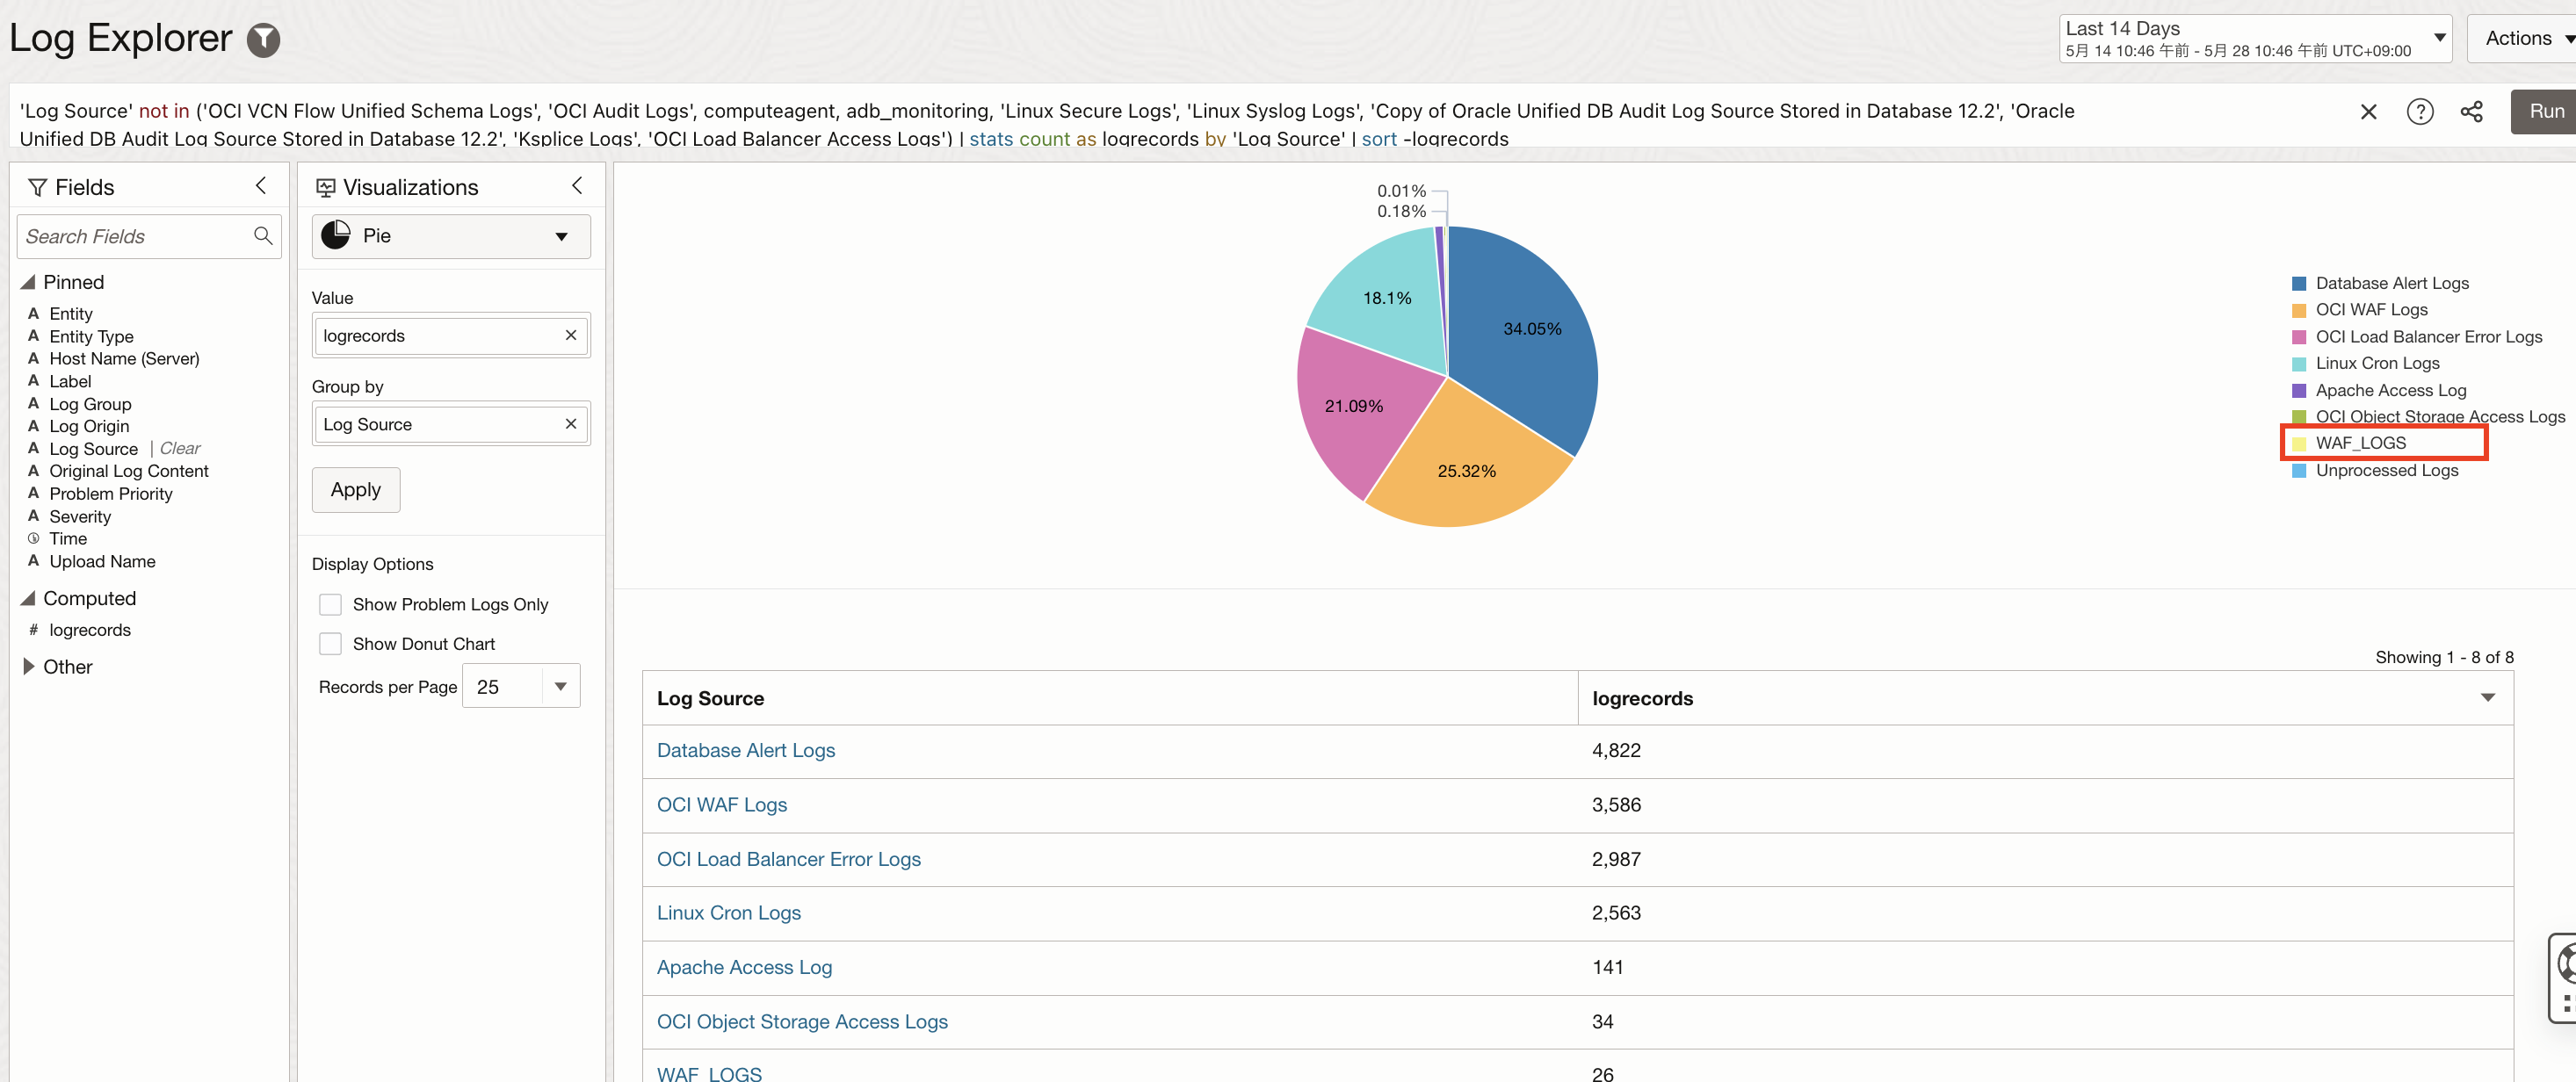 Log Explorer
Last 14 Days
5月 14 10:46 午前 - 5月 28 10:46 午前 UTC+09:00
Actions
'Log Source' not in ('OCI VCN Flow Unified Schema Logs', 'OCI Audit Logs', computeagent, adb_monitoring, 'Linux Secure Logs', 'Linux Syslog Logs', 'Copy of Oracle Unified DB Audit Log Source Stored in Database 12.2', 'Oracle
Unified DB Audit Log Source Stored in Database 12.2', 'Ksplice Logs', 'OCI Load Balancer Access Logs') | stats count as logrecords by 'Log Source' | sort -logrecords
Run
Fields
Search Fields
Pinned
A Entity
A Entity Type
A Host Name (Server)
A Label
A Log Group
A Log Origin
A Log Source | Clear
A Original Log Content
A Problem Priority
A Severity
Time
A Upload Name
Computed
# logrecords
Other
Visualizations
Pie
Value
logrecords
Group by
Log Source
Apply
Display Options
Show Problem Logs Only
Show Donut Chart
Records per Page 25
0.01%
0.18%
18.1%
34.05%
21.09%
25.32%
Database Alert Logs
OCI WAF Logs
OCI Load Balancer Error Logs
Linux Cron Logs
Apache Access Log
OCI Object Storage Access Logs
WAF_LOGS
Unprocessed Logs
Showing 1 - 8 of 8
Log Source logrecords
Database Alert Logs 4,822
OCI WAF Logs 3,586
OCI Load Balancer Error Logs 2,987
Linux Cron Logs 2,563
Apache Access Log 141
OCI Object Storage Access Logs 34
WAF_LOGS 26